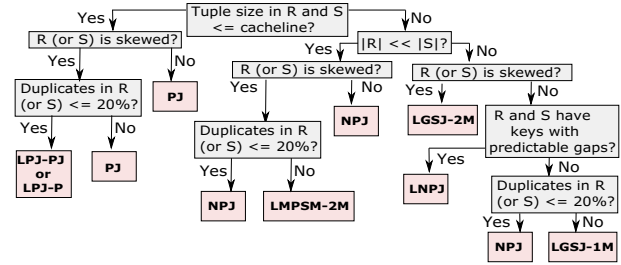 Tuple size in R and S
<= cacheline?
Yes
No
R (or S) is skewed?
|R| << |S|?
Yes
No
Yes
No
Duplicates in R
(or S) <= 20%?
PJ
R (or S) is skewed?
R (or S) is skewed?
Yes
No
Yes
No
Yes
No
LPJ-PJ
or
LPJ-P
PJ
Duplicates in R
(or S) <= 20%?
NPJ
LGSJ-2M
R and S have
keys with
predictable gaps?
Yes
No
Yes
No
NPJ
LMPSM-2M
LNPJ
Duplicates in R
(or S) <= 20%?
Yes
No
NPJ
LGSJ-1M